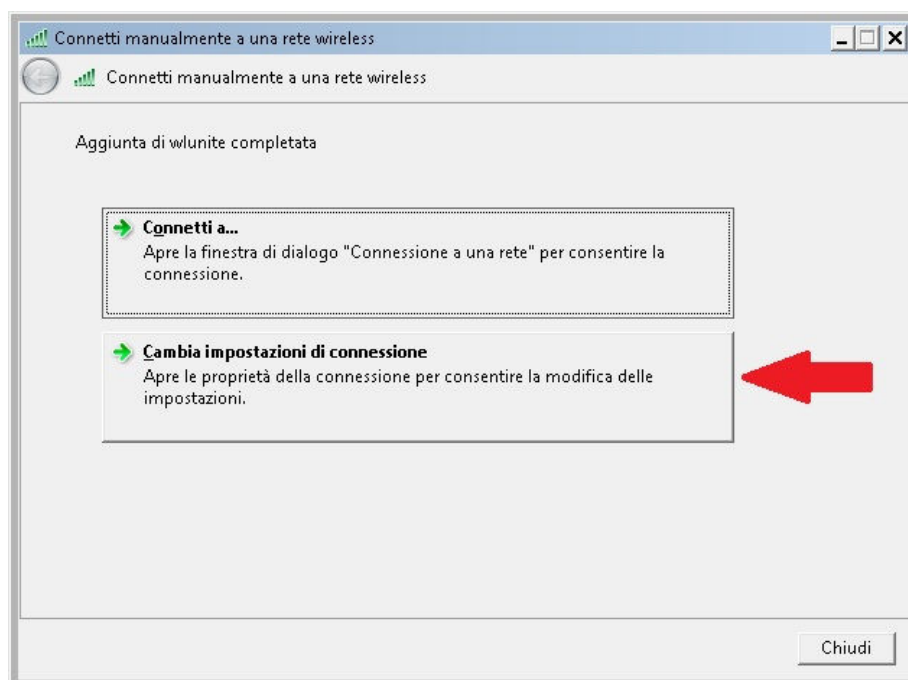 Connetti manualmente a una rete wireless
Connetti manualmente a una rete wireless
Aggiunta di wlunite completata
Connetti a...
Apre la finestra di dialogo "Connessione a una rete" per consentire la
connessione.
Cambia impostazioni di connessione
Apre le proprietà della connessione per consentire la modifica delle
impostazioni.
Chiudi